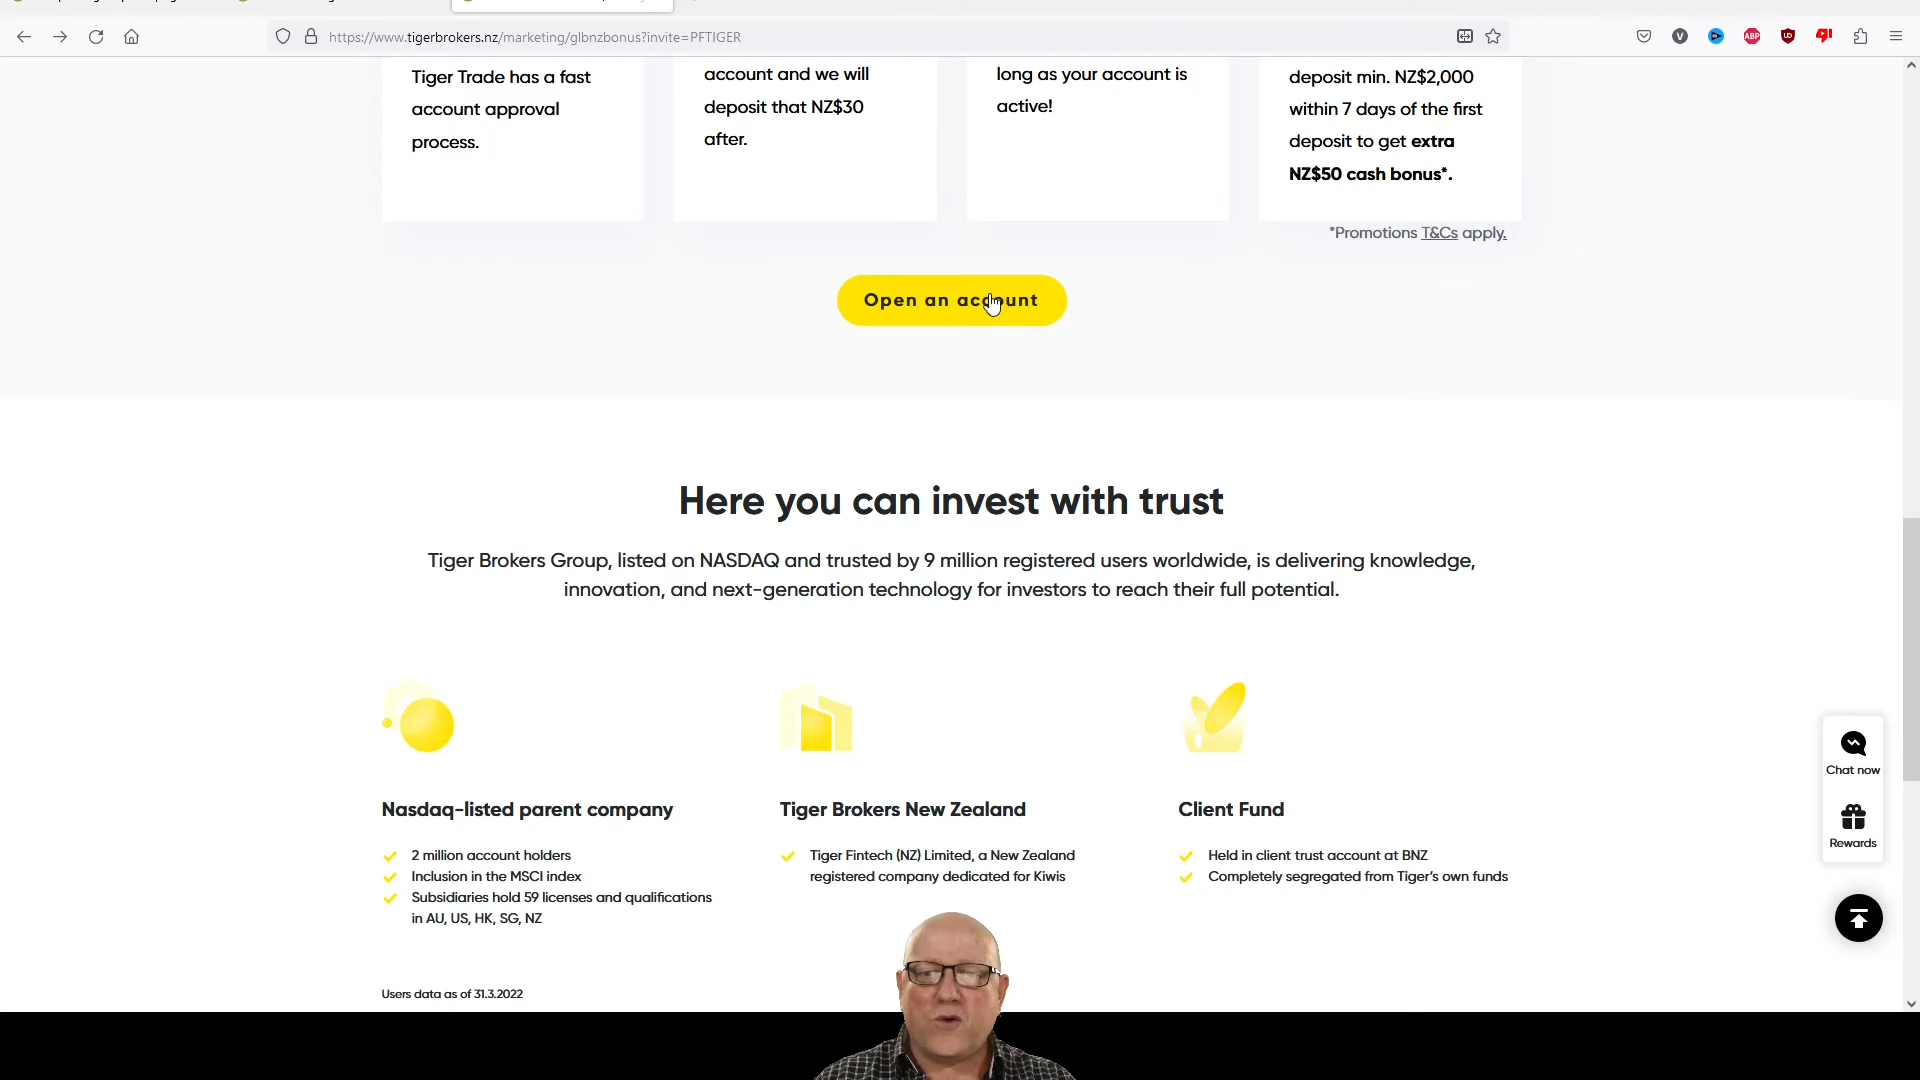 https://www.tigerbrokers.nz/marketing/glbnzbonus?invite=PFTIGER
V
ABP
Tiger Trade has a fast
account approval
process.
account and we will
deposit that NZ$30
after.
long as your account is
active!
deposit min. NZ$2,000
within 7 days of the first
deposit to get extra
NZ$50 cash bonus*.
*Promotions T&Cs apply.
Open an account
Here you can invest with trust
Tiger Brokers Group, listed on NASDAQ and trusted by 9 million registered users worldwide, is delivering knowledge,
innovation, and next-generation technology for investors to reach their full potential.
Nasdaq-listed parent company
2 million account holders
Inclusion in the MSCI index
Subsidiaries hold 59 licenses and qualifications
in AU, US, HK, SG, NZ
Tiger Brokers New Zealand
Tiger Fintech (NZ) Limited, a New Zealand
registered company dedicated for Kiwis
Client Fund
Held in client trust account at BNZ
Completely segregated from Tiger's own funds
Chat now
Rewards
Users data as of 31.3.2022